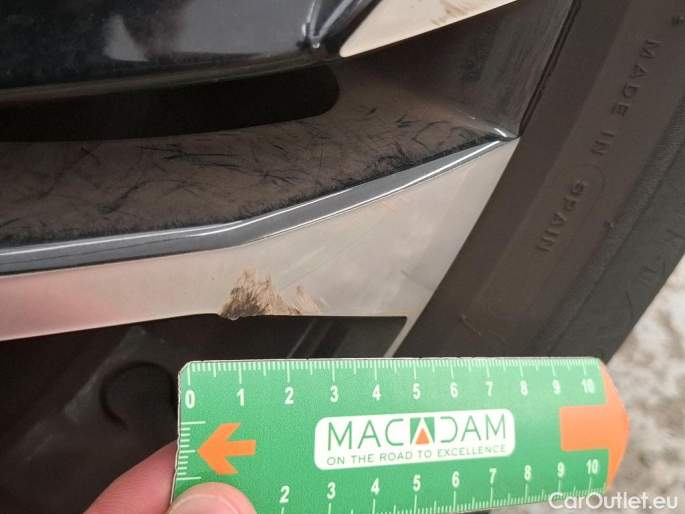 MADE IN SPAIN
0 1 2 3 4 5 6 7 8 9 10
MACADAM
ON THE ROAD TO EXCELLENCE
2 3 4 5 6 7 8 9 10
CarOutlet.eu